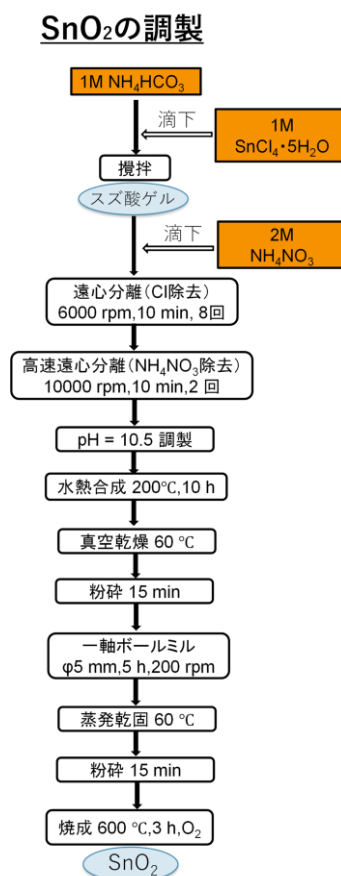 SnO₂の調製
1M NH₄HCO₃
滴下
1M
SnCl₄・5H₂O
攪拌
スズ酸ゲル
滴下
2M
NH₄NO₃
遠心分離(Cl除去)
6000 rpm,10 min, 8回
高速遠心分離(NH₄NO₃除去)
10000 rpm,10 min,2 回
pH = 10.5 調製
水熱合成 200℃,10 h
真空乾燥 60 ℃
粉砕 15 min
一軸ボールミル
φ5 mm,5 h,200 rpm
蒸発乾固 60 ℃
粉砕 15 min
焼成 600 ℃,3 h,O₂
SnO₂